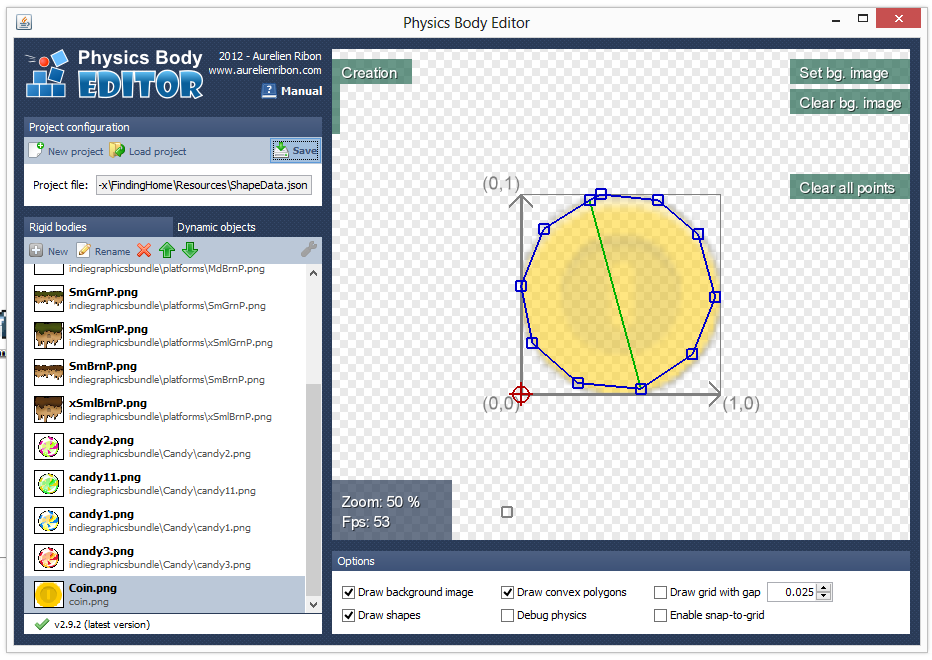 Physics Body Editor
Physics Body
EDITOR
2012 - Aurelien Ribon
www.aurelienribon.com
? Manual
Project configuration
New project Load project Save
Project file: -x\FindingHome\Resources\ShapeData.json
Rigid bodies Dynamic objects
New Rename
indiegraphicsbundle\platforms\MdBrnP.png
SmGrnP.png
indiegraphicsbundle\platforms\SmGrnP.png
xSmlGrnP.png
indiegraphicsbundle\platforms\xSmlGrnP.png
SmBrnP.png
indiegraphicsbundle\platforms\SmBrnP.png
xSmlBrnP.png
indiegraphicsbundle\platforms\xSmlBrnP.png
candy2.png
indiegraphicsbundle\Candy\candy2.png
candy11.png
indiegraphicsbundle\Candy\candy11.png
candy1.png
indiegraphicsbundle\Candy\candy1.png
candy3.png
indiegraphicsbundle\Candy\candy3.png
Coin.png
coin.png
v2.9.2 (latest version)
Creation
Set bg. image
Clear bg. image
Clear all points
(0,1)
(0,0)
(1,0)
Zoom: 50 %
Fps: 53
Options
Draw background image Draw convex polygons Draw grid with gap 0.025
Draw shapes Debug physics Enable snap-to-grid